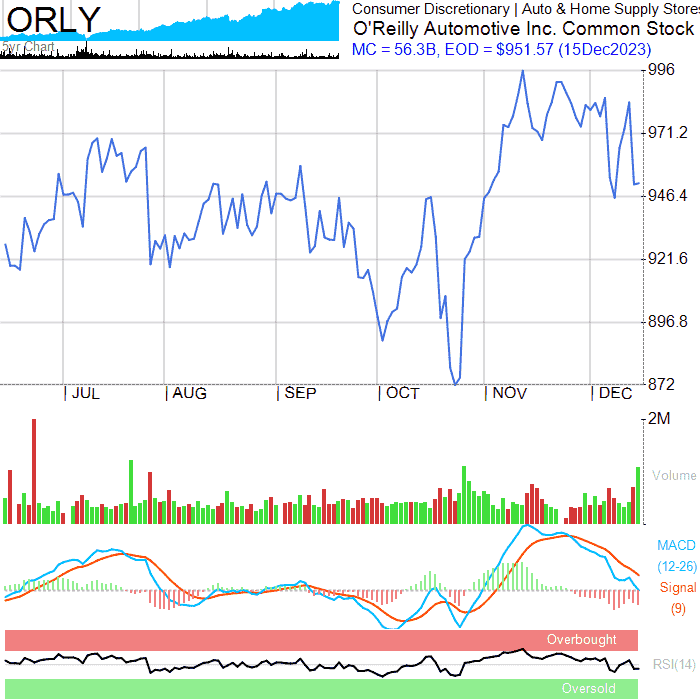 ORLY
5yr Chart
Consumer Discretionary | Auto & Home Supply Stores
O'Reilly Automotive Inc. Common Stock
MC = 56.3B, EOD = $951.57 (15Dec2023)
996
971.2
946.4
921.6
896.8
872
JUL AUG SEP OCT NOV DEC
2M
Volume
MACD
(12-26)
Signal
(9)
Overbought
RSI(14)
Oversold